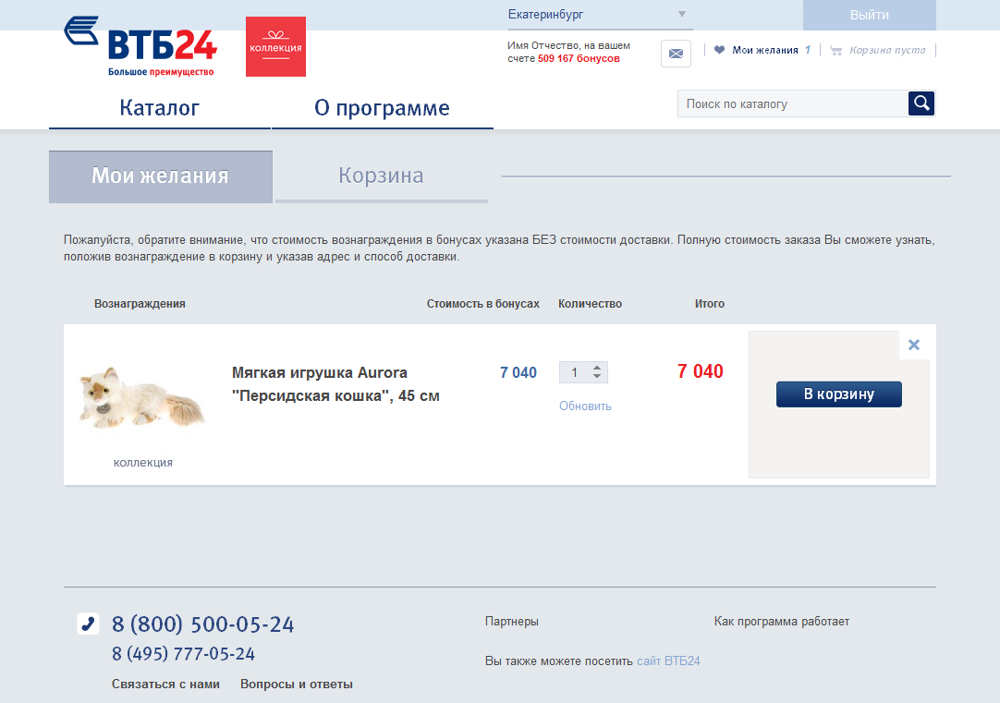 Екатеринбург
Выйти
ВТБ24
Большое преимущество
коллекция
Имя Отчество, на вашем
счете 509 167 бонусов
Мои желания 1
Корзина пуста
Каталог
О программе
Поиск по каталогу
Мои желания
Корзина
Пожалуйста, обратите внимание, что стоимость вознаграждения в бонусах указана БЕЗ стоимости доставки. Полную стоимость заказа Вы сможете узнать,
положив вознаграждение в корзину и указав адрес и способ доставки.
Вознаграждения
Стоимость в бонусах
Количество
Итого
Мягкая игрушка Aurora
"Персидская кошка", 45 см
7 040
1
Обновить
7 040
В корзину
коллекция
8 (800) 500-05-24
8 (495) 777-05-24
Связаться с нами
Вопросы и ответы
Партнеры
Как программа работает
Вы также можете посетить сайт ВТБ24